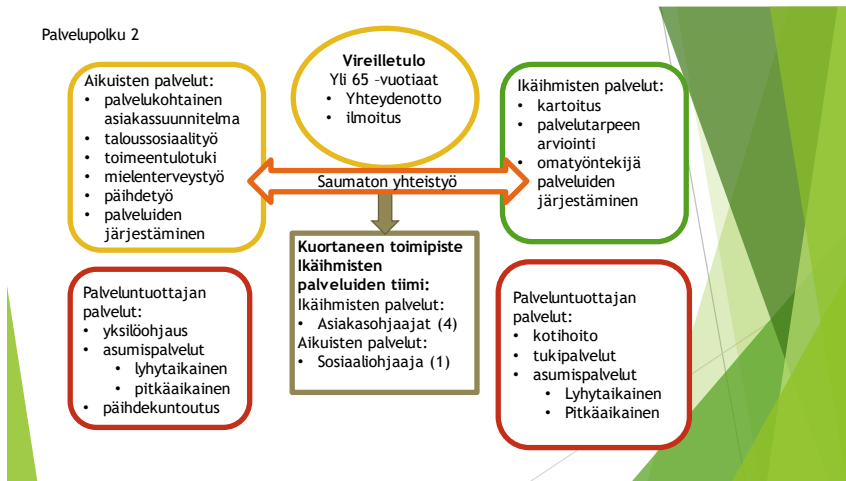 Palvelupolku 2
Vireilletulo
Yli 65 –vuotiaat
• Yhteydenotto
• ilmoitus
Aikuisten palvelut:
• palvelukohtainen
asiakassuunnitelma
• taloussosiaalityö
• toimeentulotuki
• mielenterveystyö
• päihdetyö
• palveluiden
järjestäminen
Ikäihmisten palvelut:
• kartoitus
• palvelutarpeen
arviointi
• omatyöntekijä
palveluiden
järjestäminen
Saumaton yhteistyö
Kuortaneen toimipiste
Ikäihmisten
palveluiden tiimi:
Ikäihmisten palvelut:
• Asiakasohjaajat (4)
Aikuisten palvelut:
• Sosiaaliohjaaja (1)
Palveluntuottajan
palvelut:
• yksilöohjaus
• asumispalvelut
• lyhytaikainen
• pitkäaikainen
• päihdekuntoutus
Palveluntuottajan
palvelut:
• kotihoito
• tukipalvelut
• asumispalvelut
• Lyhytaikainen
• Pitkäaikainen